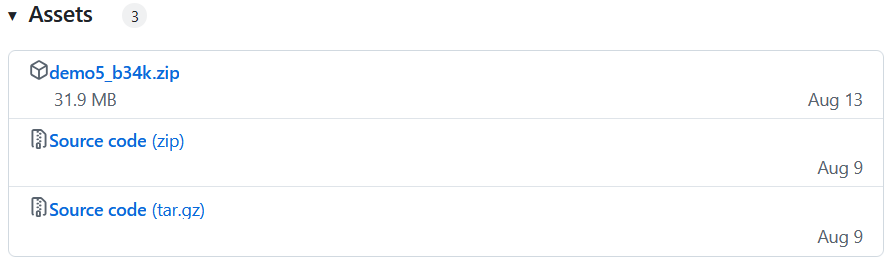 Assets 3
demo5_b34k.zip
31.9 MB Aug 13
Source code (zip)
Aug 9
Source code (tar.gz)
Aug 9